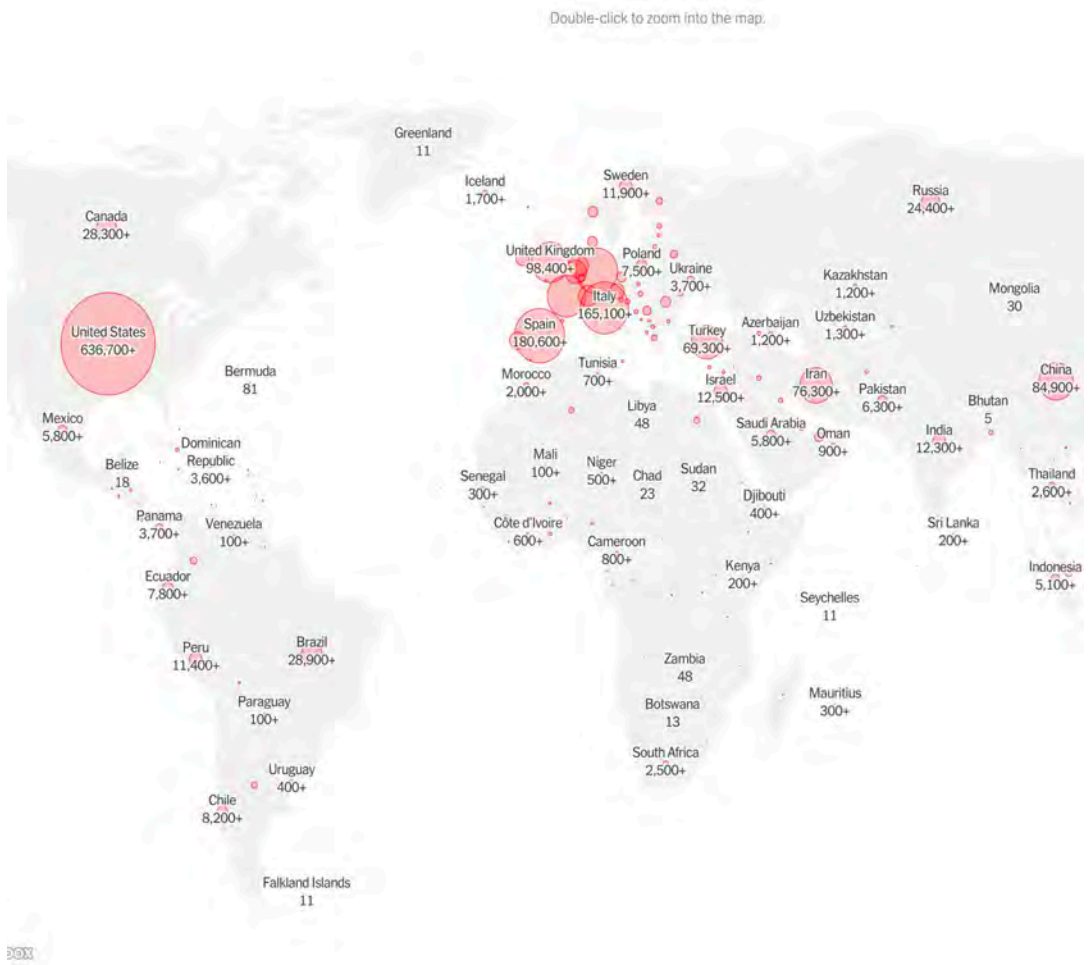 Double-click to zoom into the map.
Greenland
11
Iceland
1,700+
Sweden
11,900+
Russia
24,400+
Canada
28,300+
United Kingdom
98,400+
Poland
7,500+
Ukraine
3,700+
Kazakhstan
1,200+
Mongolia
30
United States
636,700+
Italy
165,100+
Spain
180,600+
Turkey
69,300+
Azerbaijan
1,200+
Uzbekistan
1,300+
Bermuda
81
Morocco
2,000+
Tunisia
700+
Israel
12,500+
Iran
76,300+
Pakistan
6,300+
China
84,900+
Bhutan
5
Mexico
5,800+
Libya
48
Saudi Arabia
5,800+
Oman
900+
India
12,300+
Dominican
Republic
3,600+
Belize
18
Senegal
300+
Mali
100+
Niger
500+
Chad
23
Sudan
32
Djibouti
400+
Thailand
2,600+
Panama
3,700+
Venezuela
100+
Côte d'Ivoire
600+
Cameroon
800+
Sri Lanka
200+
Ecuador
7,800+
Kenya
200+
Seychelles
11
Indonesia
5,100+
Peru
11,400+
Brazil
28,900+
Zambia
48
Mauritius
300+
Paraguay
100+
Botswana
13
South Africa
2,500+
Uruguay
400+
Chile
8,200+
Falkland Islands
11